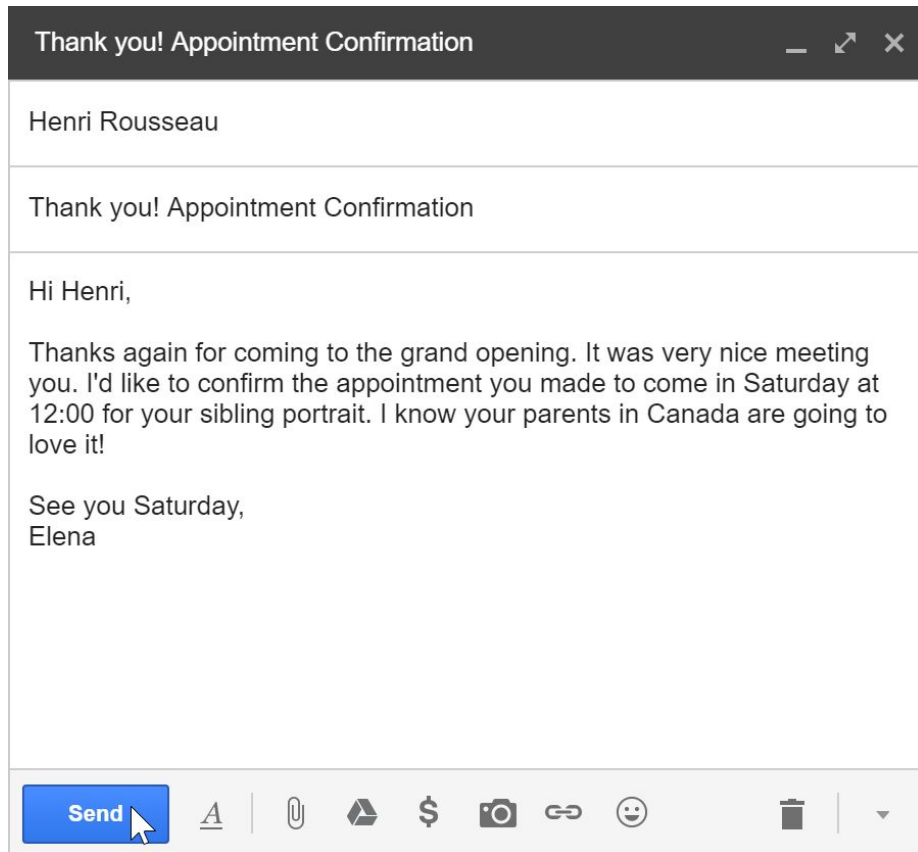 Thank you! Appointment Confirmation
Henri Rousseau
Thank you! Appointment Confirmation
Hi Henri,
Thanks again for coming to the grand opening. It was very nice meeting
you. I'd like to confirm the appointment you made to come in Saturday at
12:00 for your sibling portrait. I know your parents in Canada are going to
love it!
See you Saturday,
Elena
Send A $